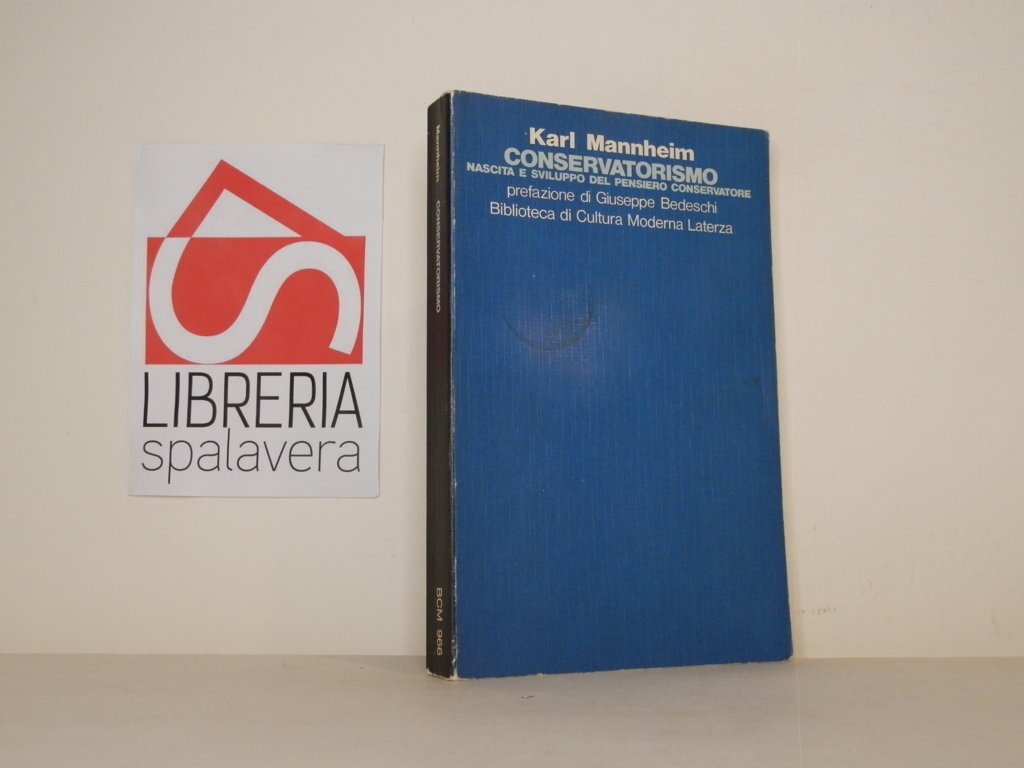 LIBRERIA
spalavera
Mannheim CONSERVATORISMO
BCM 966
Karl Mannheim
CONSERVATORISMO
NASCITA E SVILUPPO DEL PENSIERO CONSERVATORE
prefazione di Giuseppe Bedeschi
Biblioteca di Cultura Moderna Laterza